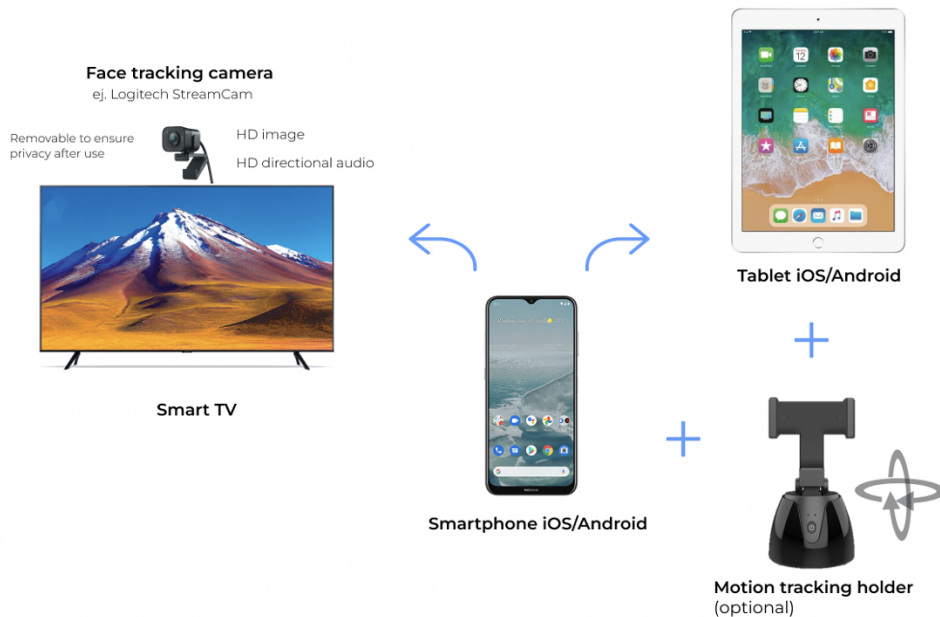 Face tracking camera
ej. Logitech StreamCam
Removable to ensure
privacy after use
HD image
HD directional audio
Smart TV
Tablet iOS/Android
Smartphone iOS/Android
NOKIA
Motion tracking holder
(optional)